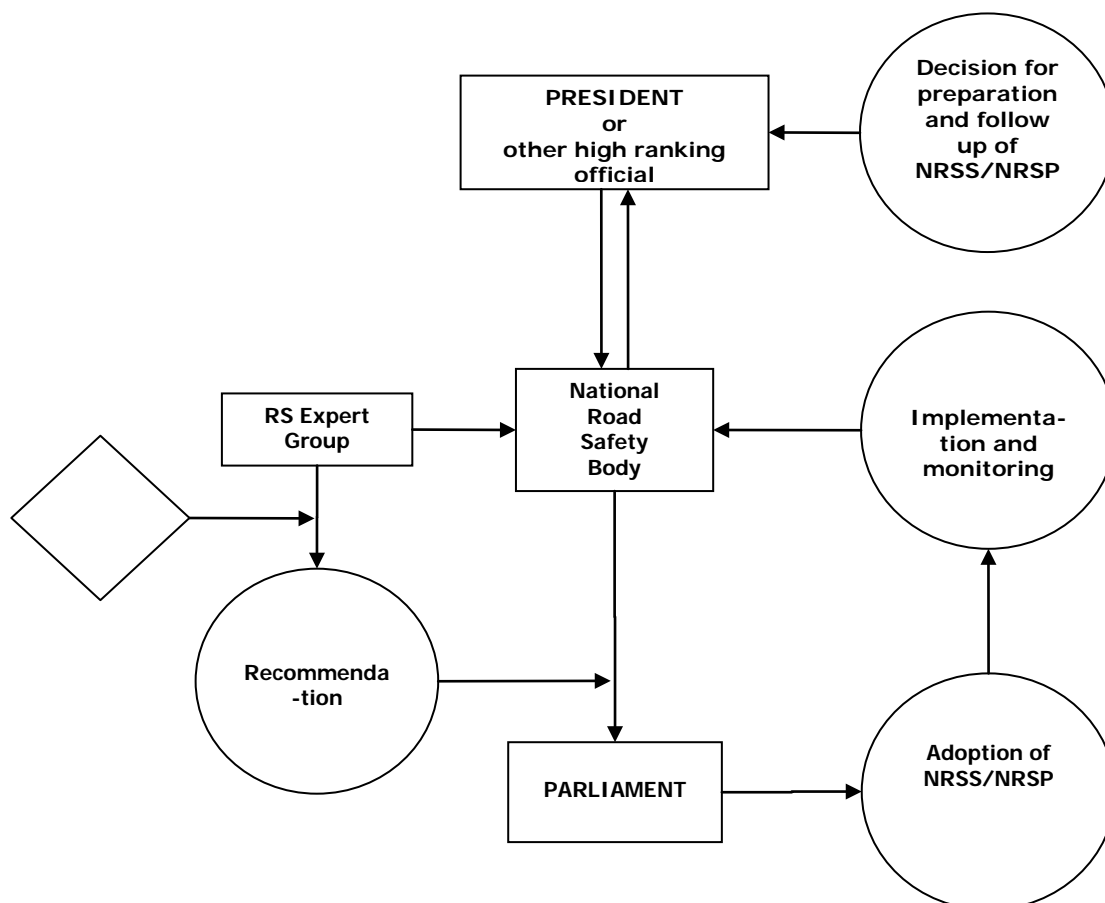 PRESIDENT
or
other high ranking
official
Decision for
preparation
and follow
up of
NRSS/NRSP
RS Expert
Group
National
Road
Safety
Body
Implementa-
tion and
monitoring
Recommenda
-tion
PARLIAMENT
Adoption of
NRSS/NRSP